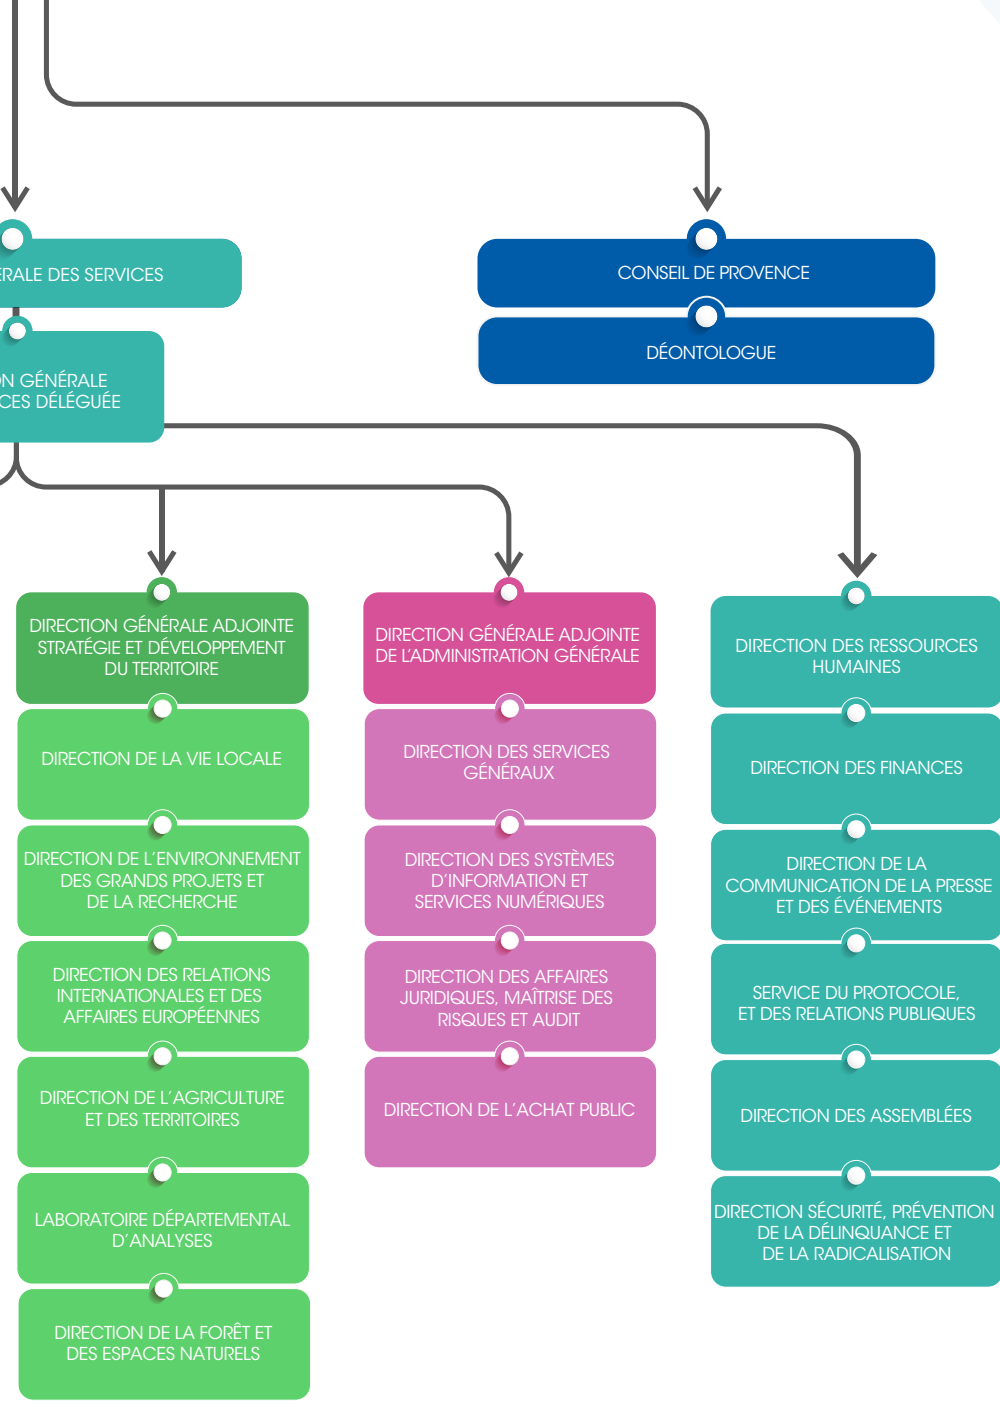 GÉNÉRALE DES SERVICES
CONSEIL DE PROVENCE
DÉONTOLOGUE
GÉNÉRALE
DÉLÉGUÉE
DIRECTION GÉNÉRALE ADJOINTE
STRATÉGIE ET DÉVELOPPEMENT
DU TERRITOIRE
DIRECTION DE LA VIE LOCALE
DIRECTION DE L'ENVIRONNEMENT
DES GRANDS PROJETS ET
DE LA RECHERCHE
DIRECTION DES RELATIONS
INTERNATIONALES ET DES
AFFAIRES EUROPÉENNES
DIRECTION DE L'AGRICULTURE
ET DES TERRITOIRES
LABORATOIRE DÉPARTEMENTAL
D'ANALYSES
DIRECTION DE LA FORÊT ET
DES ESPACES NATURELS
DIRECTION GÉNÉRALE ADJOINTE
DE L'ADMINISTRATION GÉNÉRALE
DIRECTION DES SERVICES
GÉNÉRAUX
DIRECTION DES SYSTÈMES
D'INFORMATION ET
SERVICES NUMÉRIQUES
DIRECTION DES AFFAIRES
JURIDIQUES, MAÎTRISE DES
RISQUES ET AUDIT
DIRECTION DE L'ACHAT PUBLIC
DIRECTION DES RESSOURCES
HUMAINES
DIRECTION DES FINANCES
DIRECTION DE LA
COMMUNICATION DE LA PRESSE
ET DES ÉVÉNEMENTS
SERVICE DU PROTOCOLE,
ET DES RELATIONS PUBLIQUES
DIRECTION DES ASSEMBLÉES
DIRECTION SÉCURITÉ, PRÉVENTION
DE LA DÉLINQUANCE ET
DE LA RADICALISATION